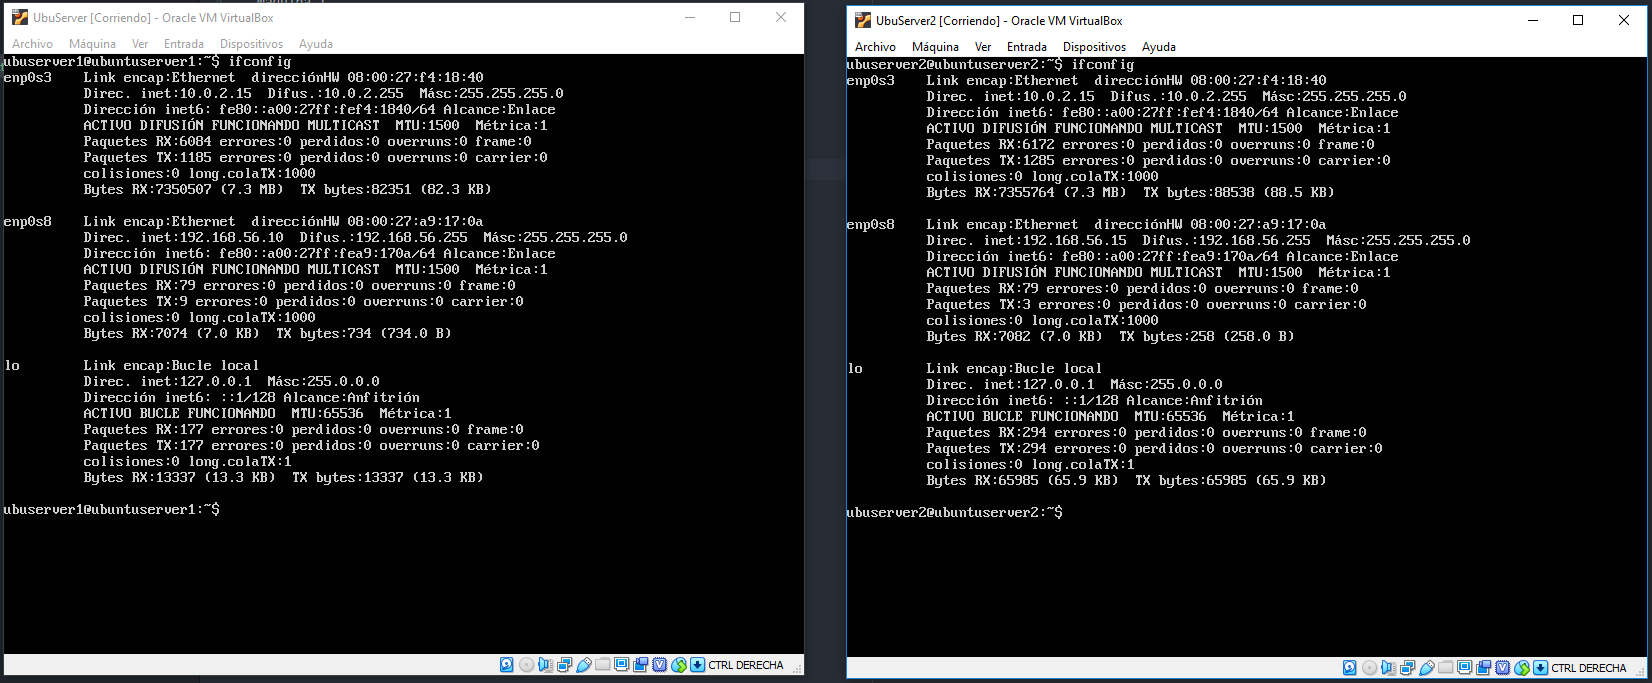 UbuServer [Corriendo] - Oracle VM VirtualBox
Archivo Máquina Ver Entrada Dispositivos Ayuda
ubuserver1@ubuntuserver1:~$ ifconfig
enp0s3 Link encap:Ethernet direcciónHW 08:00:27:f4:18:40
Direc. inet:10.0.2.15 Difus.:10.0.2.255 Másc:255.255.255.0
Dirección inet6: fe80::a00:27ff:fef4:1840/64 Alcance:Enlace
ACTIVO DIFUSIÓN FUNCIONANDO MULTICAST MTU:1500 Métrica:1
Paquetes RX:6084 errores:0 perdidos:0 overruns:0 frame:0
Paquetes TX:1185 errores:0 perdidos:0 overruns:0 carrier:0
colisiones:0 long.colaTX:1000
Bytes RX:7350507 (7.3 MB) TX bytes:82351 (82.3 KB)
enp0s8 Link encap:Ethernet direcciónHW 08:00:27:a9:17:0a
Direc. inet:192.168.56.10 Difus.:192.168.56.255 Másc:255.255.255.0
Dirección inet6: fe80::a00:27ff:fea9:170a/64 Alcance:Enlace
ACTIVO DIFUSIÓN FUNCIONANDO MULTICAST MTU:1500 Métrica:1
Paquetes RX:79 errores:0 perdidos:0 overruns:0 frame:0
Paquetes TX:9 errores:0 perdidos:0 overruns:0 carrier:0
colisiones:0 long.colaTX:1000
Bytes RX:7074 (7.0 KB) TX bytes:734 (734.0 B)
lo Link encap:Bucle local
Direc. inet:127.0.0.1 Másc:255.0.0.0
Dirección inet6: ::1/128 Alcance:Anfitrión
ACTIVO BUCLE FUNCIONANDO MTU:65536 Métrica:1
Paquetes RX:177 errores:0 perdidos:0 overruns:0 frame:0
Paquetes TX:177 errores:0 perdidos:0 overruns:0 carrier:0
colisiones:0 long.colaTX:1
Bytes RX:13337 (13.3 KB) TX bytes:13337 (13.3 KB)
ubuserver1@ubuntuserver1:~$
CTRL DERECHA
UbuServer2 [Corriendo] - Oracle VM VirtualBox
Archivo Máquina Ver Entrada Dispositivos Ayuda
ubuserver2@ubuntuserver2:~$ ifconfig
enp0s3 Link encap:Ethernet direcciónHW 08:00:27:f4:18:40
Direc. inet:10.0.2.15 Difus.:10.0.2.255 Másc:255.255.255.0
Dirección inet6: fe80::a00:27ff:fef4:1840/64 Alcance:Enlace
ACTIVO DIFUSIÓN FUNCIONANDO MULTICAST MTU:1500 Métrica:1
Paquetes RX:6172 errores:0 perdidos:0 overruns:0 frame:0
Paquetes TX:1285 errores:0 perdidos:0 overruns:0 carrier:0
colisiones:0 long.colaTX:1000
Bytes RX:7355764 (7.3 MB) TX bytes:88538 (88.5 KB)
enp0s8 Link encap:Ethernet direcciónHW 08:00:27:a9:17:0a
Direc. inet:192.168.56.15 Difus.:192.168.56.255 Másc:255.255.255.0
Dirección inet6: fe80::a00:27ff:fea9:170a/64 Alcance:Enlace
ACTIVO DIFUSIÓN FUNCIONANDO MULTICAST MTU:1500 Métrica:1
Paquetes RX:79 errores:0 perdidos:0 overruns:0 frame:0
Paquetes TX:3 errores:0 perdidos:0 overruns:0 carrier:0
colisiones:0 long.colaTX:1000
Bytes RX:7082 (7.0 KB) TX bytes:258 (258.0 B)
lo Link encap:Bucle local
Direc. inet:127.0.0.1 Másc:255.0.0.0
Dirección inet6: ::1/128 Alcance:Anfitrión
ACTIVO BUCLE FUNCIONANDO MTU:65536 Métrica:1
Paquetes RX:294 errores:0 perdidos:0 overruns:0 frame:0
Paquetes TX:294 errores:0 perdidos:0 overruns:0 carrier:0
colisiones:0 long.colaTX:1
Bytes RX:65985 (65.9 KB) TX bytes:65985 (65.9 KB)
ubuserver2@ubuntuserver2:~$
CTRL DERECHA